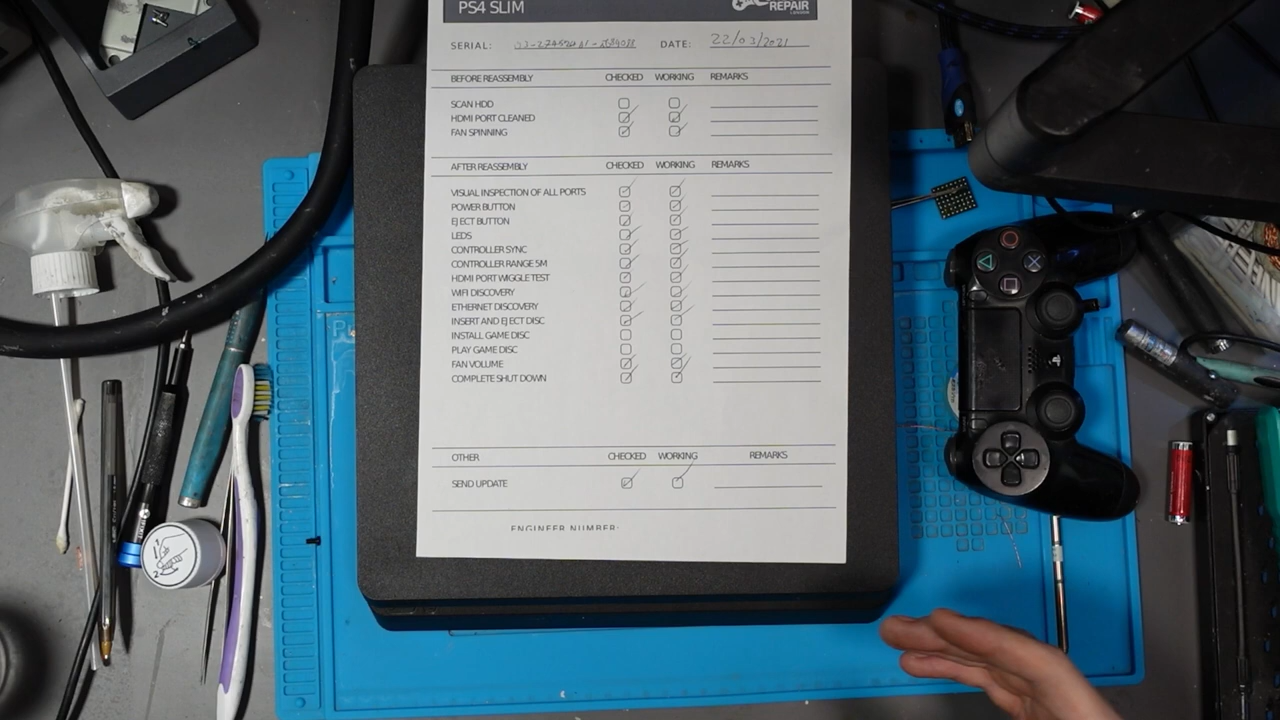 PS4 SLIM REPAIR
SERIAL: DATE: 22/03/2021
BEFORE REASSEMBLY CHECKED WORKING REMARKS
SCAN HDD
HDMI PORT CLEANED
FAN SPINNING
AFTER REASSEMBLY CHECKED WORKING REMARKS
VISUAL INSPECTION OF ALL PORTS
POWER BUTTON
EJECT BUTTON
LEDS
CONTROLLER SYNC
CONTROLLER RANGE 5M
HDMI PORT WIGGLE TEST
WIFI DISCOVERY
ETHERNET DISCOVERY
INSERT AND EJECT DISC
INSTALL GAME DISC
PLAY GAME DISC
FAN VOLUME
COMPLETE SHUT DOWN
OTHER CHECKED WORKING REMARKS
SEND UPDATE
ENGINEER NUMBER: